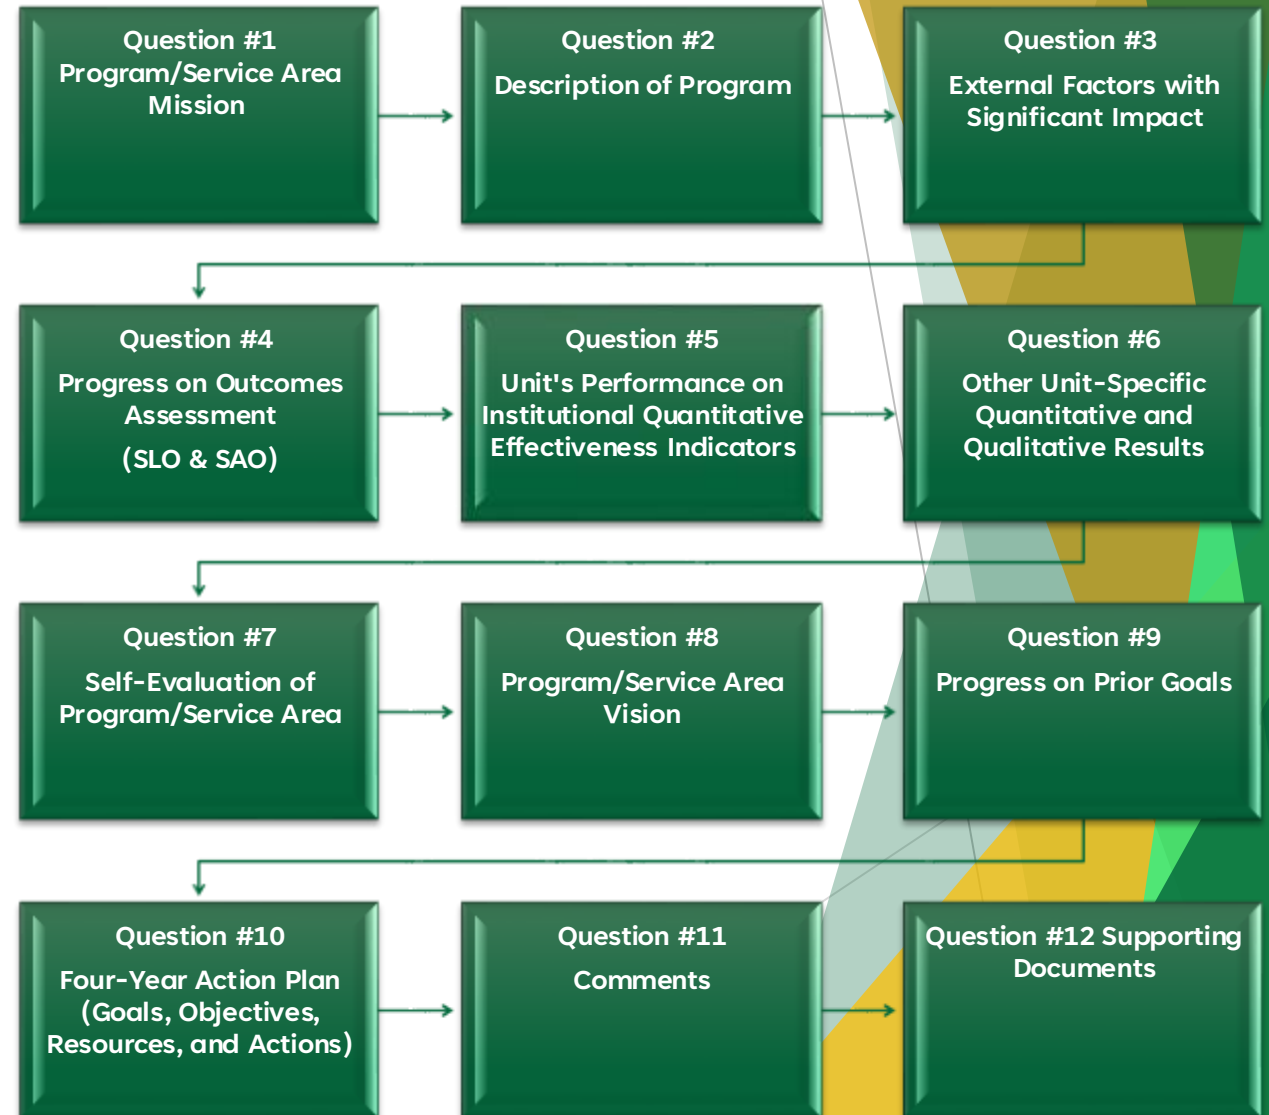 Question #1
Program/Service Area
Mission
Question #2
Description of Program
Question #3
External Factors with
Significant Impact
Question #4
Progress on Outcomes
Assessment
(SLO & SAO)
Question #5
Unit's Performance on
Institutional Quantitative
Effectiveness Indicators
Question #6
Other Unit-Specific
Quantitative and
Qualitative Results
Question #7
Self-Evaluation of
Program/Service Area
Question #8
Program/Service Area
Vision
Question #9
Progress on Prior Goals
Question #10
Four-Year Action Plan
(Goals, Objectives,
Resources, and Actions)
Question #11
Comments
Question #12 Supporting
Documents